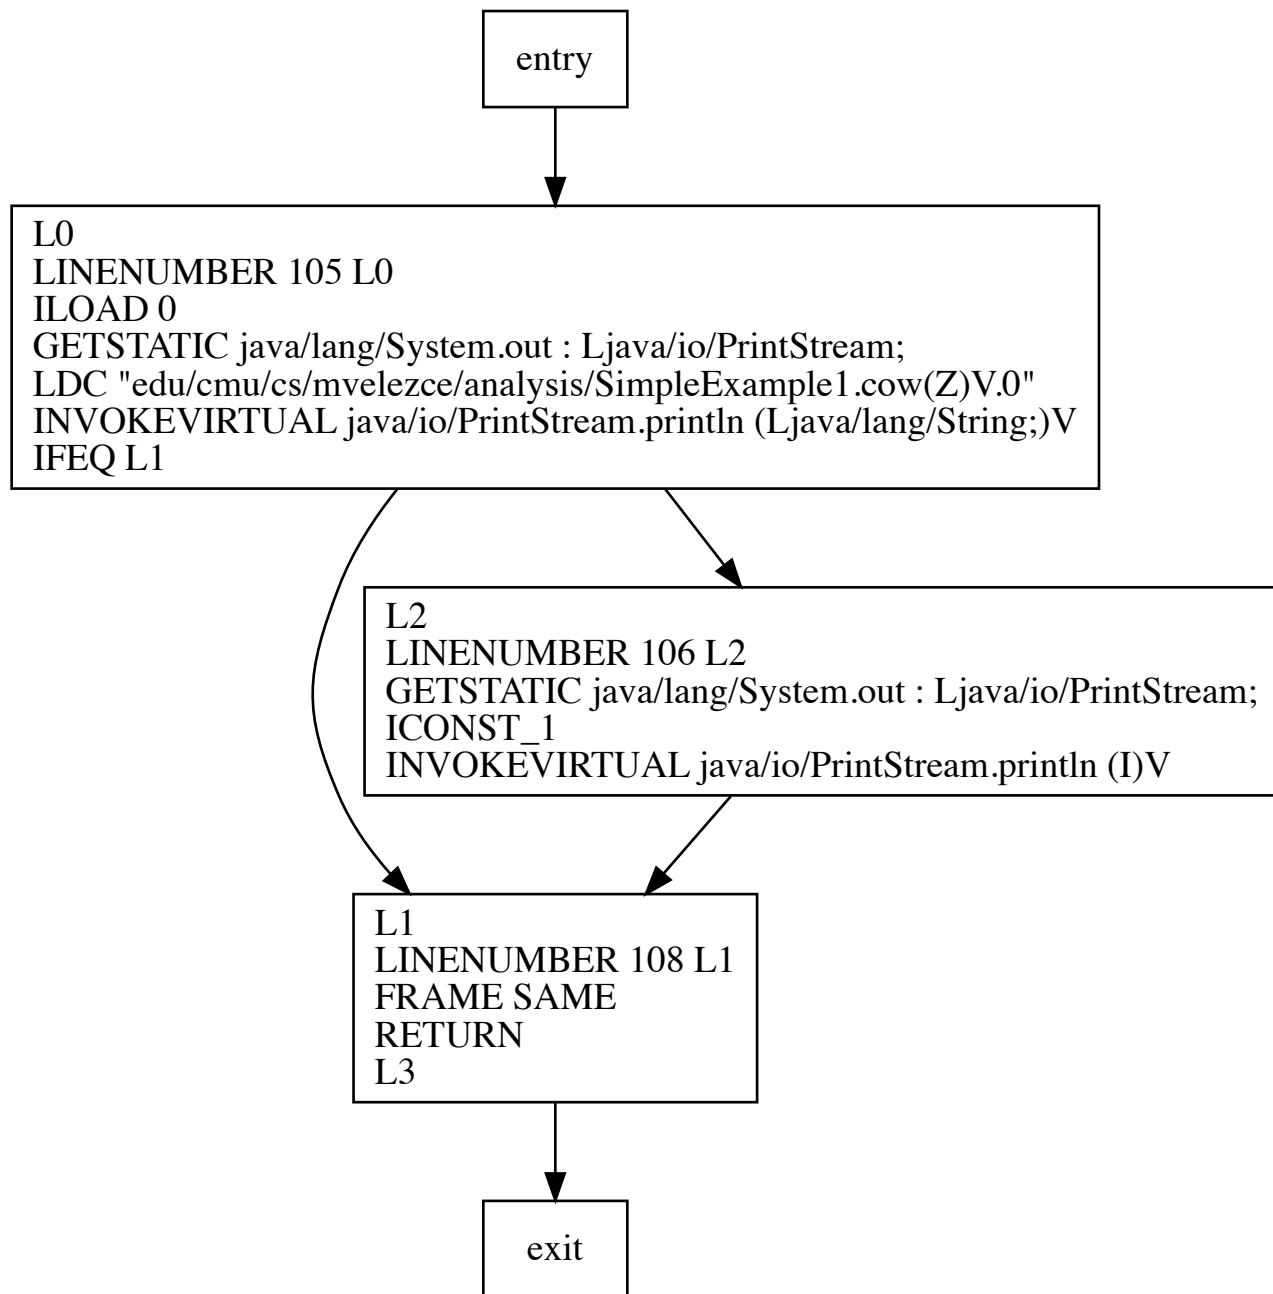 entry
L0
LINENUMBER 105 L0
ILOAD 0
GETSTATIC java/lang/System.out : Ljava/io/PrintStream;
LDC "edu/cmu/cs/mvelezce/analysis/SimpleExample1.cow(Z)V.0"
INVOKEVIRTUAL java/io/PrintStream.println (Ljava/lang/String;)V
IFEQ L1
L2
LINENUMBER 106 L2
GETSTATIC java/lang/System.out : Ljava/io/PrintStream;
ICONST_1
INVOKEVIRTUAL java/io/PrintStream.println (I)V
L1
LINENUMBER 108 L1
FRAME SAME
RETURN
L3
exit